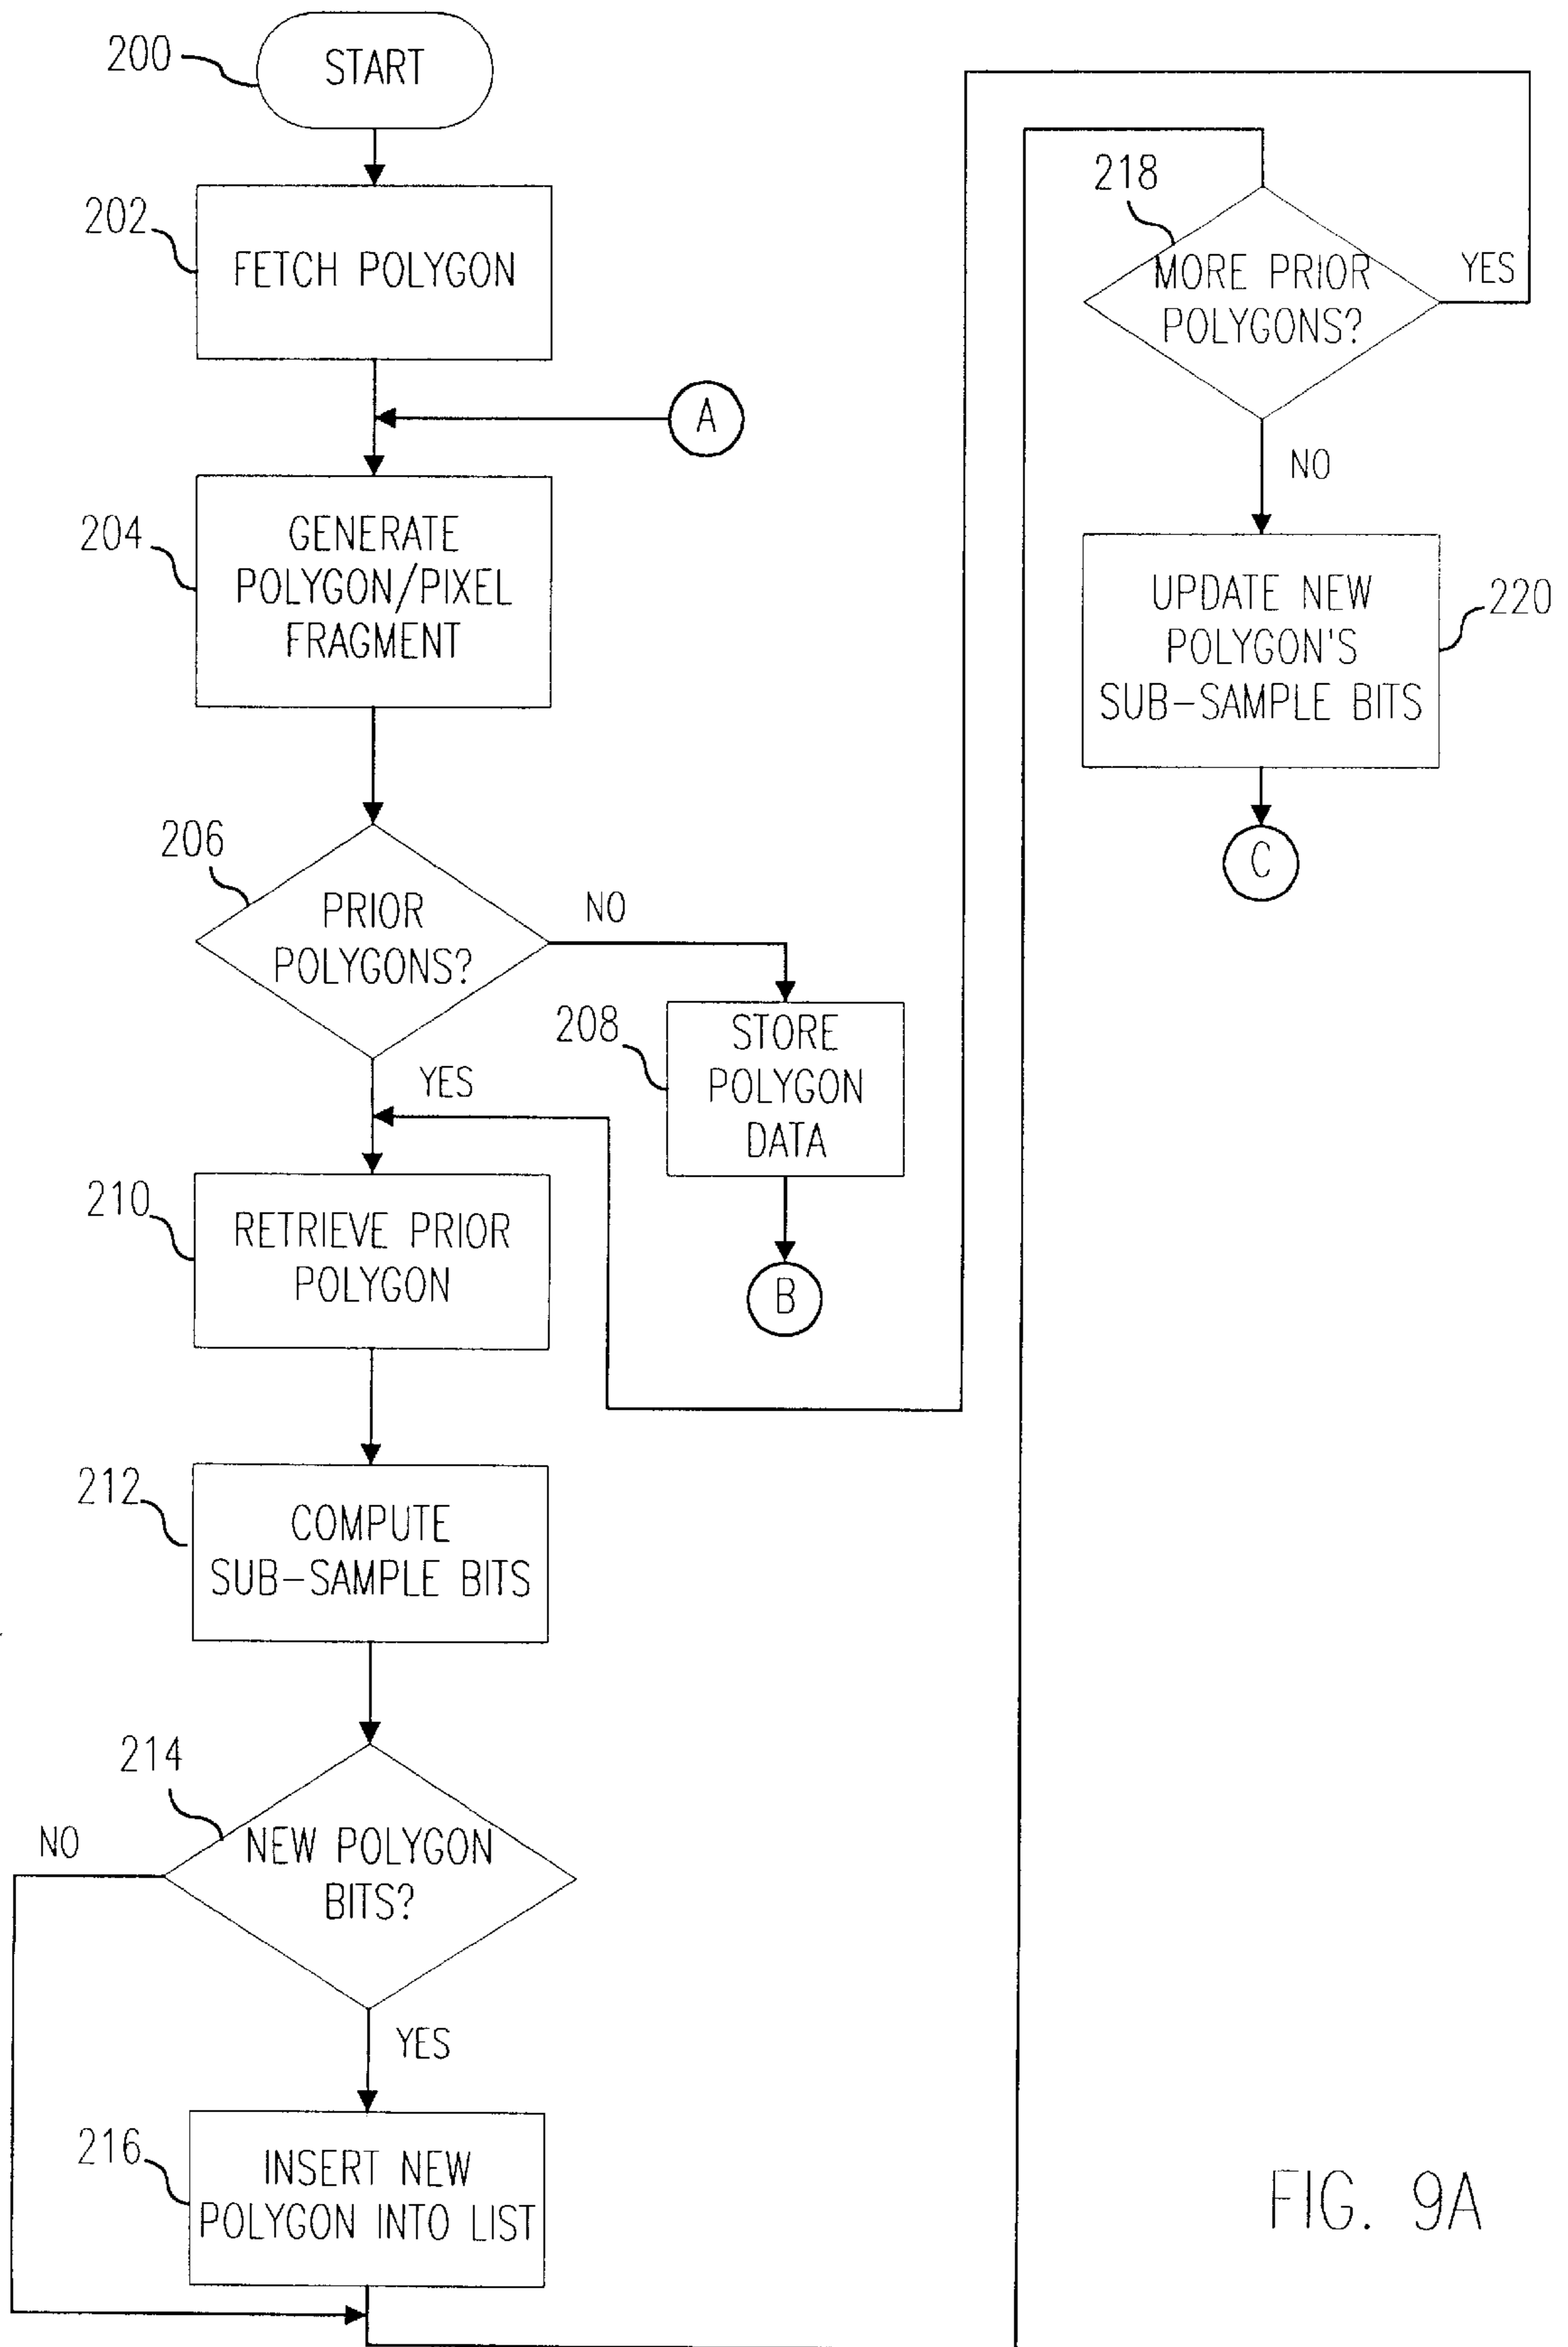 200
START
202
FETCH POLYGON
A
204
GENERATE
POLYGON/PIXEL
FRAGMENT
206
PRIOR
POLYGONS?
NO
YES
208
STORE
POLYGON
DATA
B
210
RETRIEVE PRIOR
POLYGON
212
COMPUTE
SUB-SAMPLE BITS
214
NEW POLYGON
BITS?
NO
YES
216
INSERT NEW
POLYGON INTO LIST
218
MORE PRIOR
POLYGONS?
YES
NO
UPDATE NEW
POLYGON'S
SUB-SAMPLE BITS
220
C
FIG. 9A